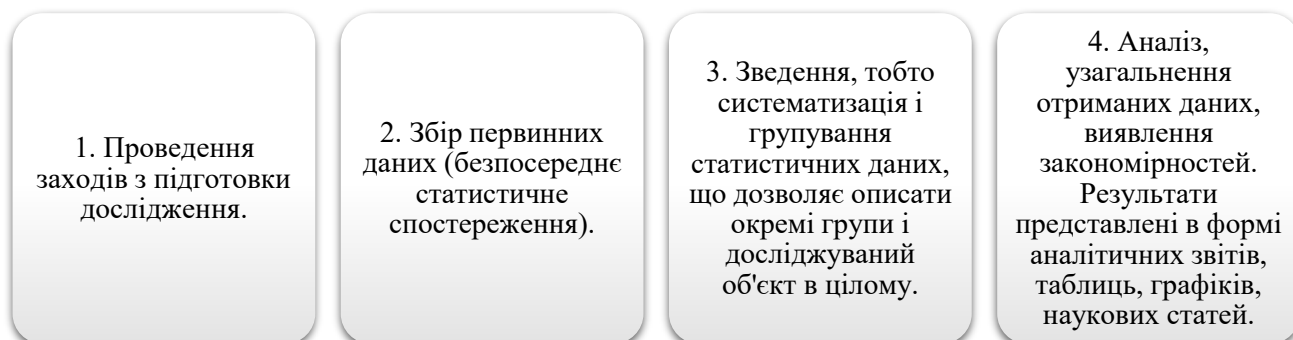 1. Проведення
заходів з підготовки
дослідження.
2. Збір первинних
даних (безпосереднє
статистичне
спостереження).
3. Зведення, тобто
систематизація і
групування
статистичних даних,
що дозволяє описати
окремі групи і
досліджуваний
об'єкт в цілому.
4. Аналіз,
узагальнення
отриманих даних,
виявлення
закономірностей.
Результати
представлені в формі
аналітичних звітів,
таблиць, графіків,
наукових статей.